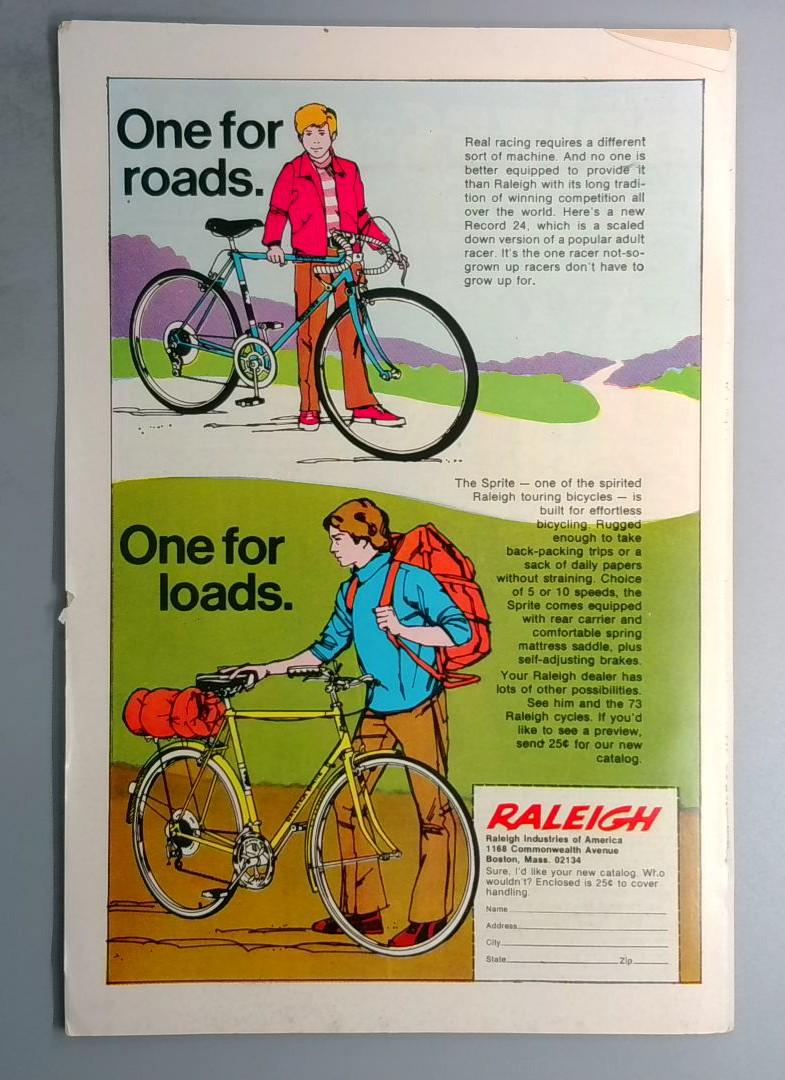 One for
roads.
Real racing requires a different
sort of machine. And no one is
better equipped to provide it
than Raleigh with its long tradi-
tion of winning competition all
over the world. Here's a new
Record 24, which is a scaled
down version of a popular adult
racer. It's the one racer not-so-
grown up racers don't have to
grow up for.
The Sprite — one of the spirited
Raleigh touring bicycles — is
built for effortless
bicycling. Rugged
enough to take
back-packing trips or a
sack of daily papers
without straining. Choice
of 5 or 10 speeds, the
Sprite comes equipped
with rear carrier and
comfortable spring
mattress saddle, plus
self-adjusting brakes.
Your Raleigh dealer has
lots of other possibilities.
See him and the 73
Raleigh cycles. If you'd
like to see a preview,
send 25¢ for our new
catalog.
One for
loads.
RALEIGH
Raleigh Industries of America
1168 Commonwealth Avenue
Boston, Mass. 02134
Sure, I'd like your new catalog. Who
wouldn't? Enclosed is 25¢ to cover
handling.
Name
Address
City
State Zip